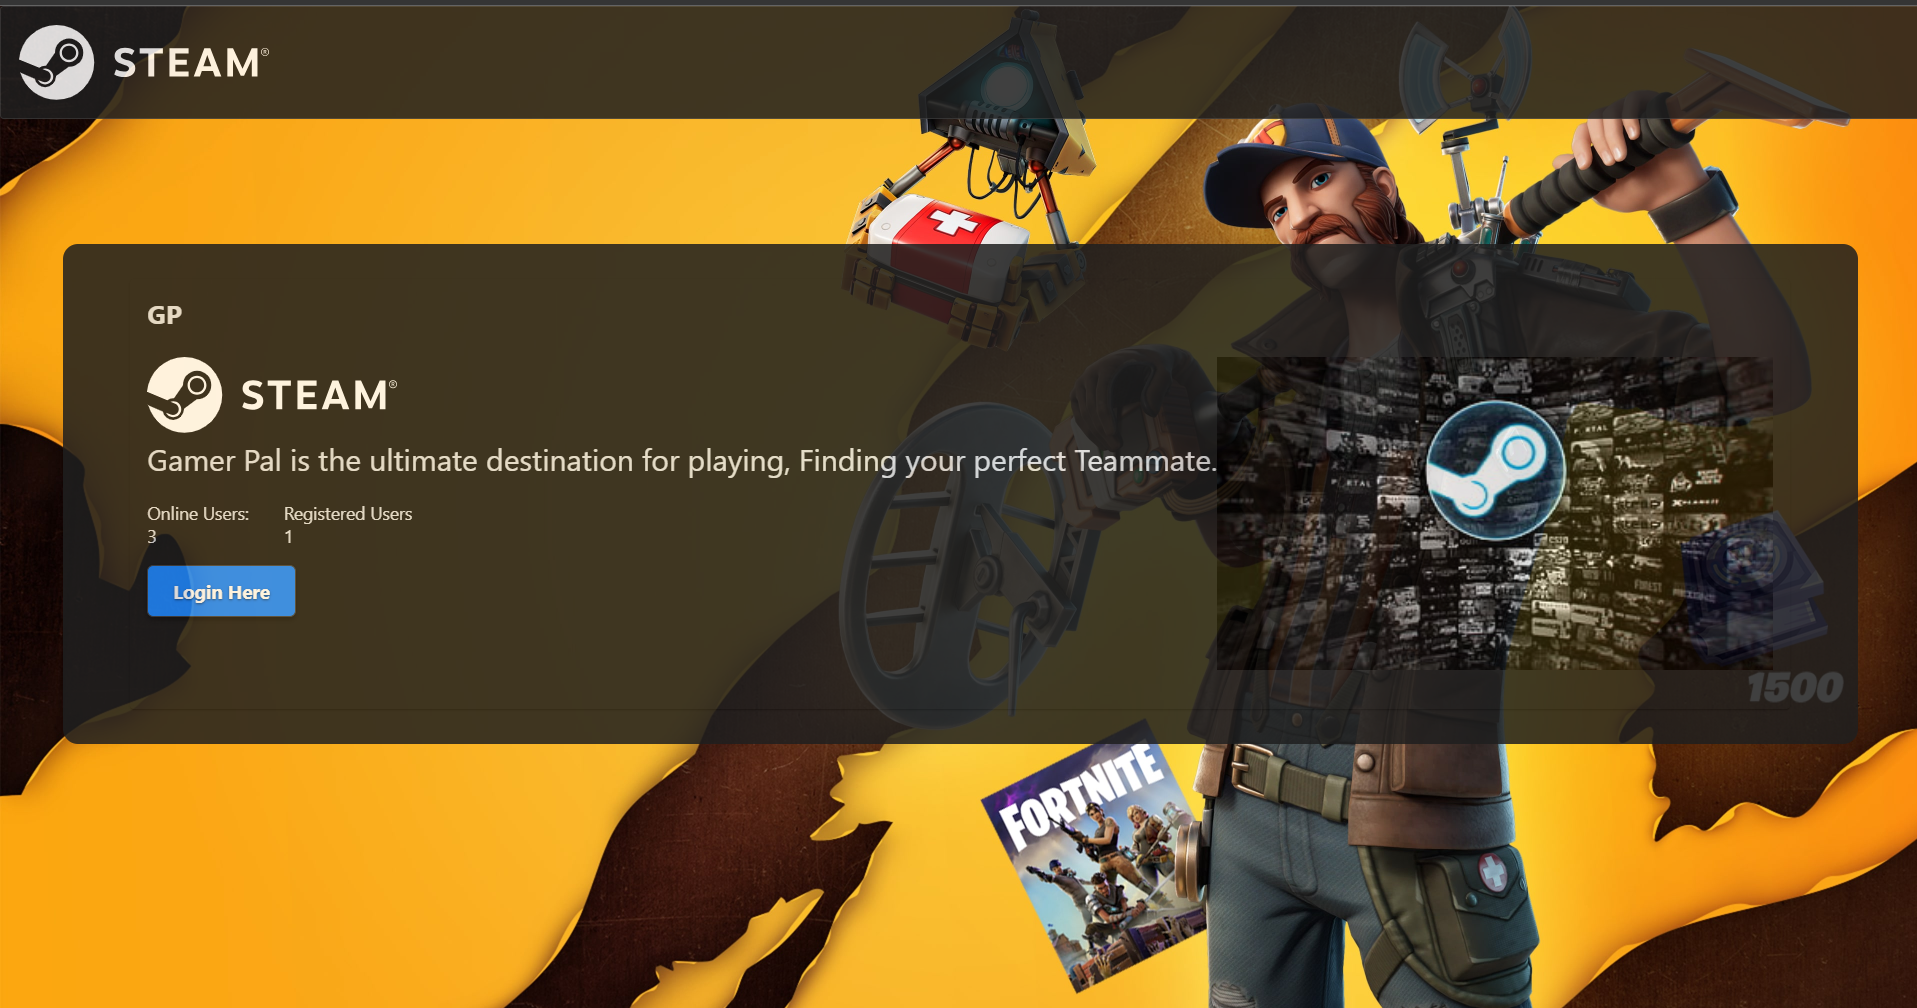 STEAM®
GP
STEAM®
Gamer Pal is the ultimate destination for playing, Finding your perfect Teammate.
Online Users:
3
Registered Users
1
Login Here
PORTAL
1500
FORTNITE